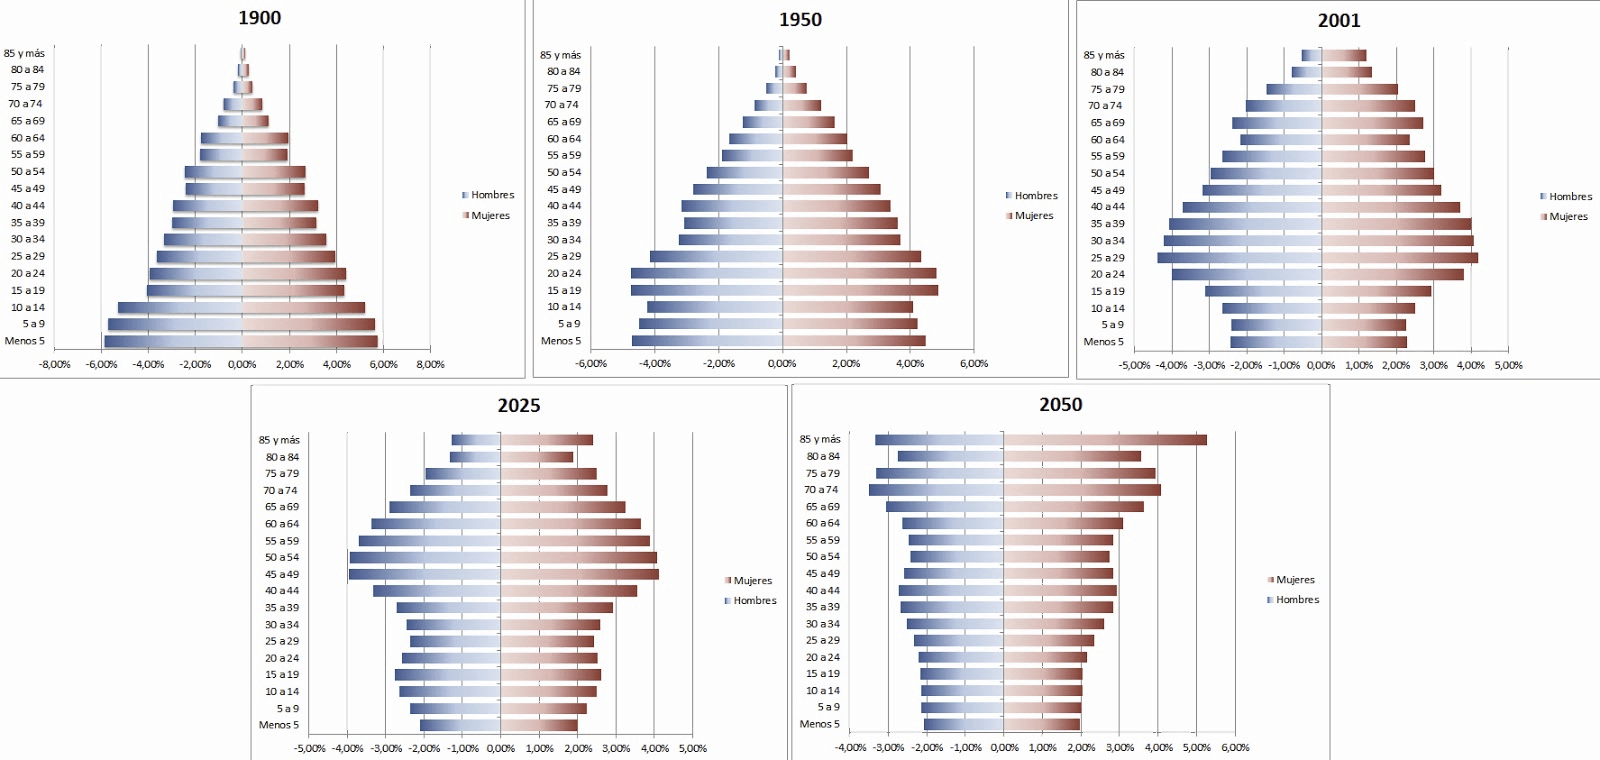 1900
85 y más
80 a 84
75 a 79
70 a 74
65 a 69
60 a 64
55 a 59
50 a 54
45 a 49
40 a 44
35 a 39
30 a 34
25 a 29
20 a 24
15 a 19
10 a 14
5 a 9
Menos 5
-8,00% -6,00% -4,00% -2,00% 0,00% 2,00% 4,00% 6,00% 8,00%
Hombres
Mujeres
1950
85 y más
80 a 84
75 a 79
70 a 74
65 a 69
60 a 64
55 a 59
50 a 54
45 a 49
40 a 44
35 a 39
30 a 34
25 a 29
20 a 24
15 a 19
10 a 14
5 a 9
Menos 5
-6,00% -4,00% -2,00% 0,00% 2,00% 4,00% 6,00%
Hombres
Mujeres
2001
85 y más
80 a 84
75 a 79
70 a 74
65 a 69
60 a 64
55 a 59
50 a 54
45 a 49
40 a 44
35 a 39
30 a 34
25 a 29
20 a 24
15 a 19
10 a 14
5 a 9
Menos 5
-5,00% -4,00% -3,00% -2,00% -1,00% 0,00% 1,00% 2,00% 3,00% 4,00% 5,00%
Hombres
Mujeres
2025
85 y más
80 a 84
75 a 79
70 a 74
65 a 69
60 a 64
55 a 59
50 a 54
45 a 49
40 a 44
35 a 39
30 a 34
25 a 29
20 a 24
15 a 19
10 a 14
5 a 9
Menos 5
-5,00% -4,00% -3,00% -2,00% -1,00% 0,00% 1,00% 2,00% 3,00% 4,00% 5,00%
Mujeres
Hombres
2050
85 y más
80 a 84
75 a 79
70 a 74
65 a 69
60 a 64
55 a 59
50 a 54
45 a 49
40 a 44
35 a 39
30 a 34
25 a 29
20 a 24
15 a 19
10 a 14
5 a 9
Menos 5
-4,00% -3,00% -2,00% -1,00% 0,00% 1,00% 2,00% 3,00% 4,00% 5,00% 6,00%
Mujeres
Hombres